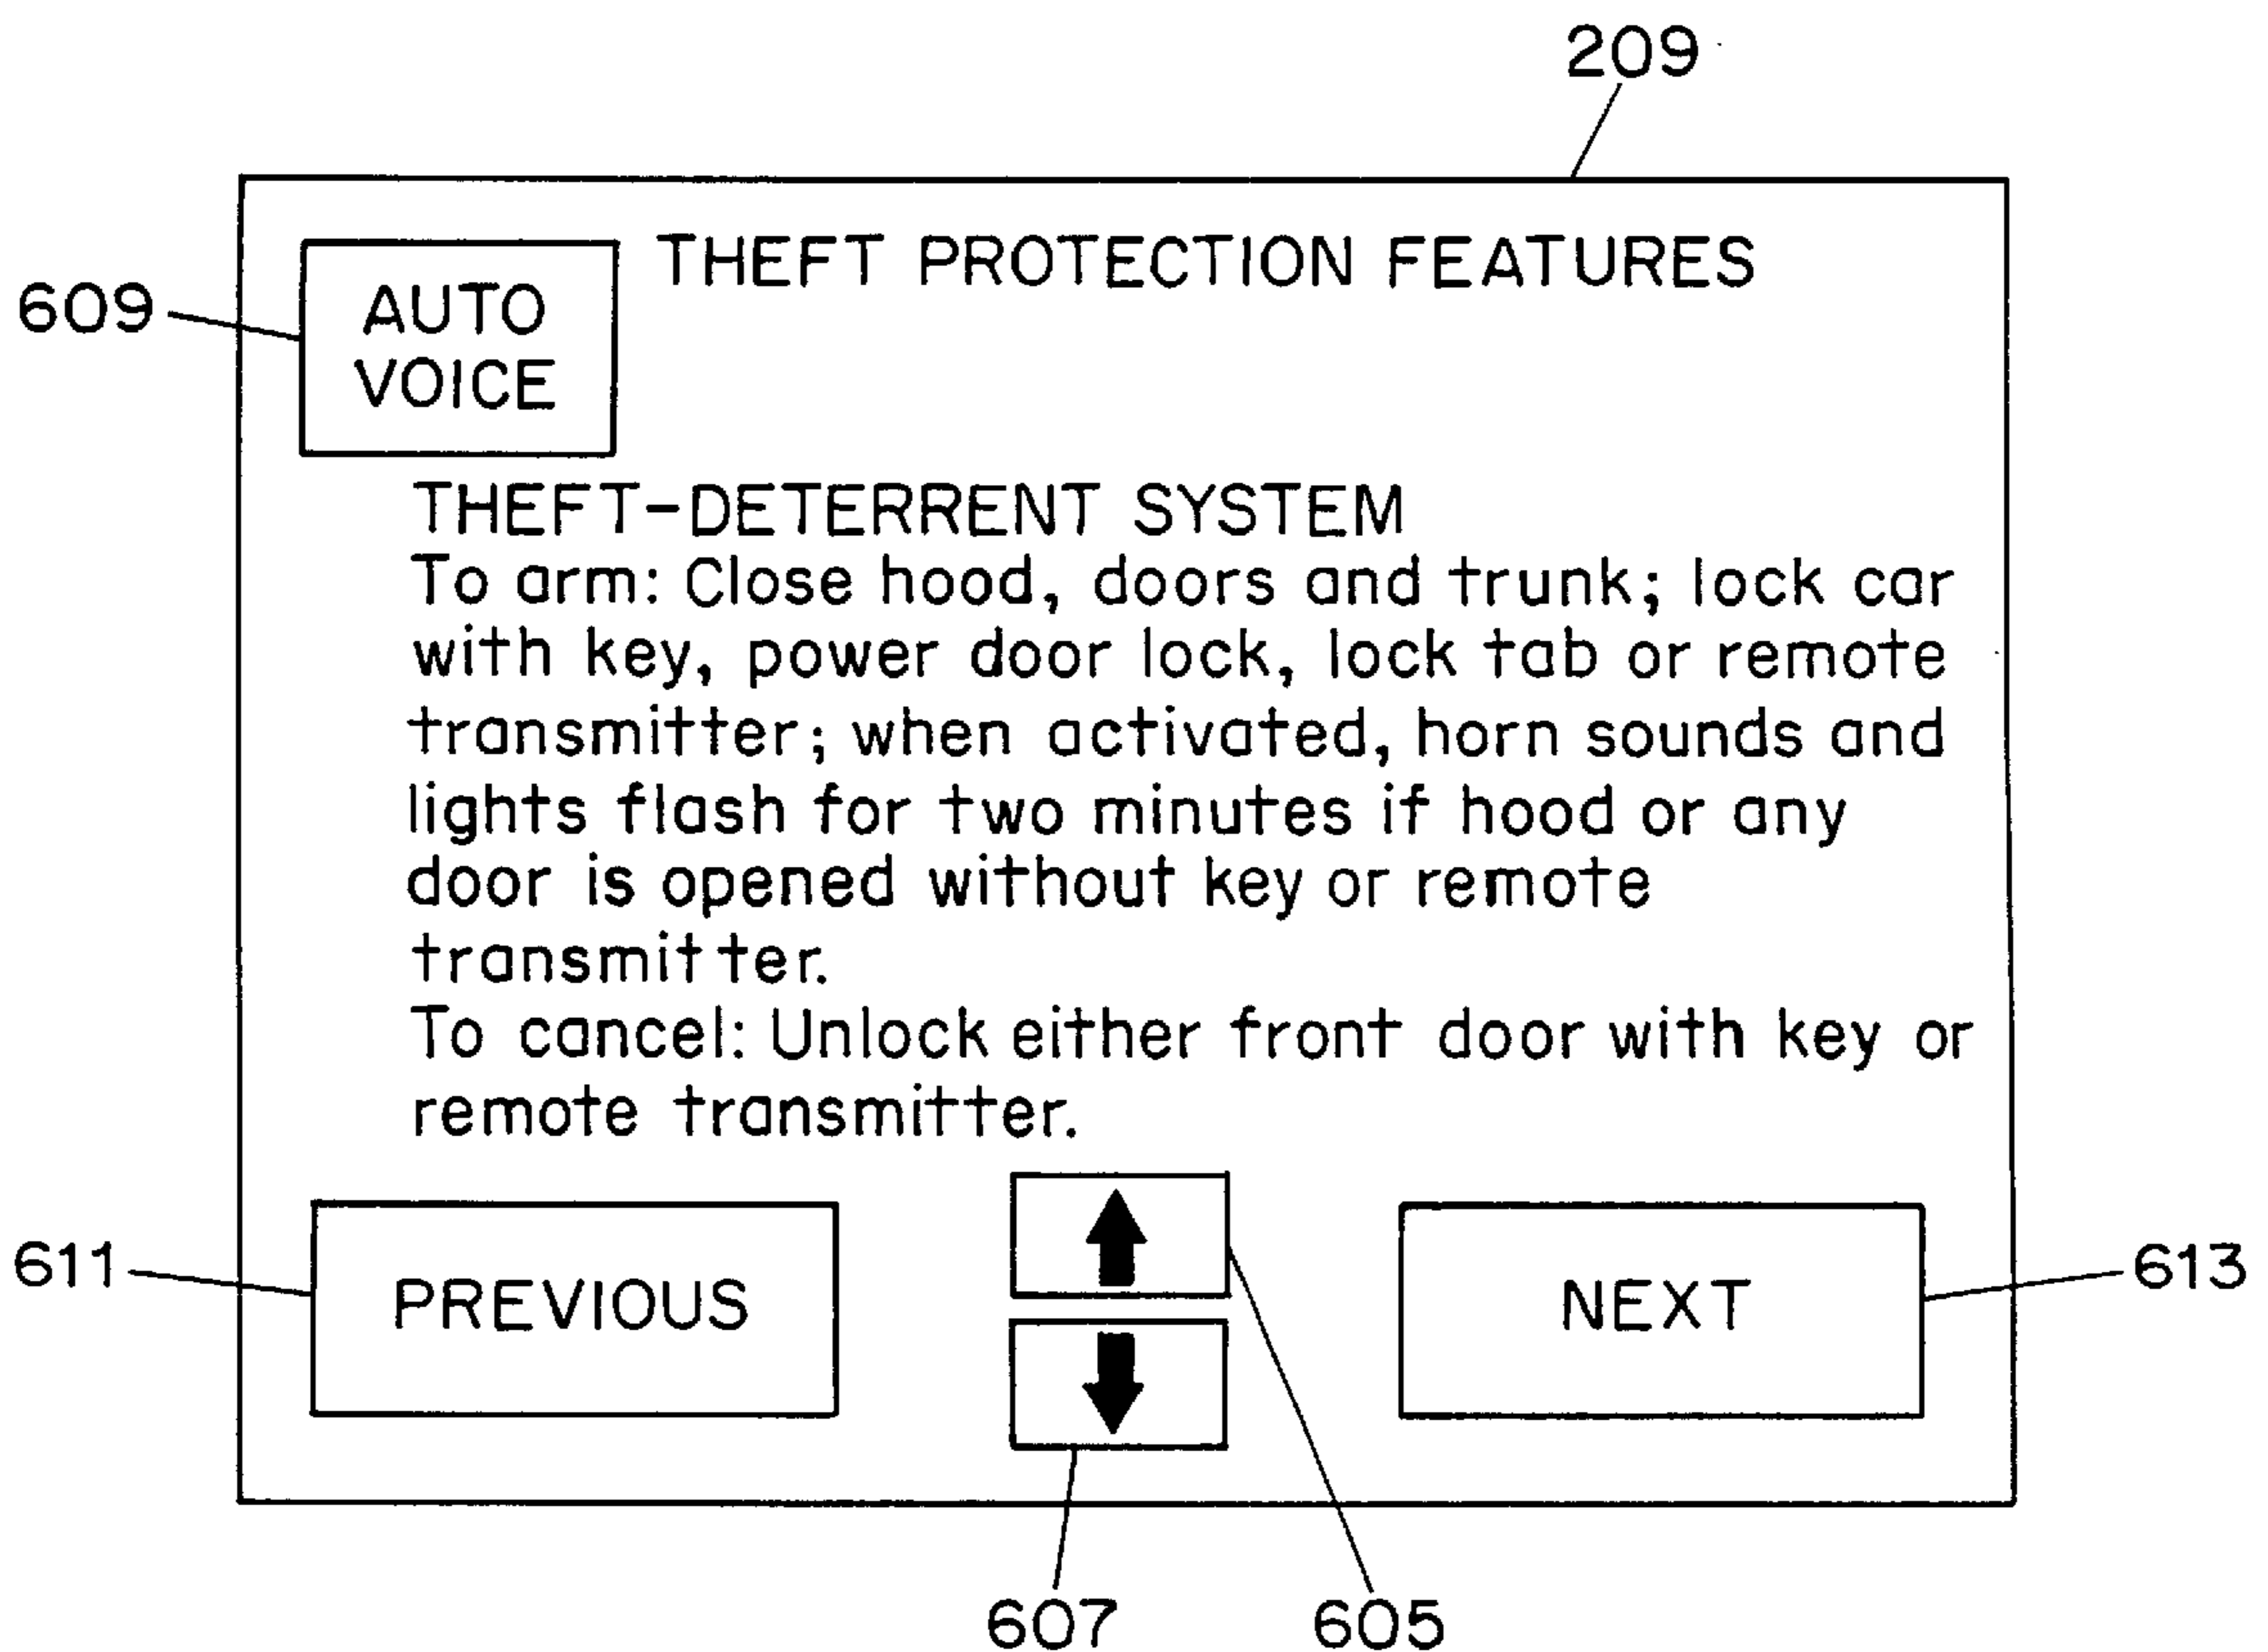 209
THEFT PROTECTION FEATURES
609
AUTO
VOICE
THEFT-DETERRENT SYSTEM
To arm: Close hood, doors and trunk; lock car
with key, power door lock, lock tab or remote
transmitter; when activated, horn sounds and
lights flash for two minutes if hood or any
door is opened without key or remote
transmitter.
To cancel: Unlock either front door with key or
remote transmitter.
611
PREVIOUS
NEXT
613
607
605